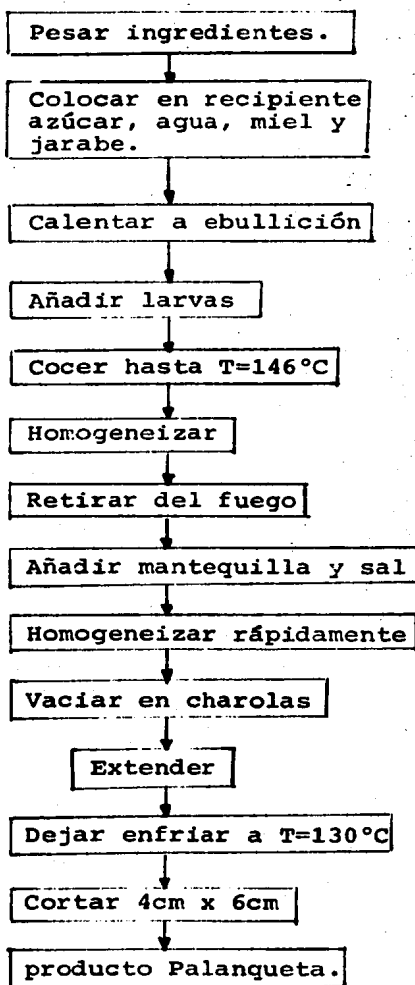 Pesar ingredientes.
Colocar en recipiente
azúcar, agua, miel y
jarabe.
Calentar a ebullición
Añadir larvas
Cocer hasta T=146°C
Homogeneizar
Retirar del fuego
Añadir mantequilla y sal
Homogeneizar rápidamente
Vaciar en charolas
Extender
Dejar enfriar a T=130°C
Cortar 4cm x 6cm
producto Palanqueta.